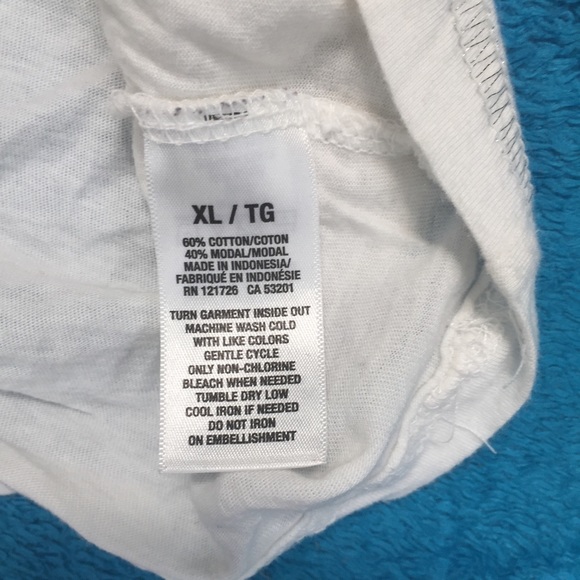 XL / TG
60% COTTON/COTON
40% MODAL/MODAL
MADE IN INDONESIA/
FABRIQUÉ EN INDONÉSIE
RN 121726 CA 53201
TURN GARMENT INSIDE OUT
MACHINE WASH COLD
WITH LIKE COLORS
GENTLE CYCLE
ONLY NON-CHLORINE
BLEACH WHEN NEEDED
TUMBLE DRY LOW
COOL IRON IF NEEDED
DO NOT IRON
ON EMBELLISHMENT